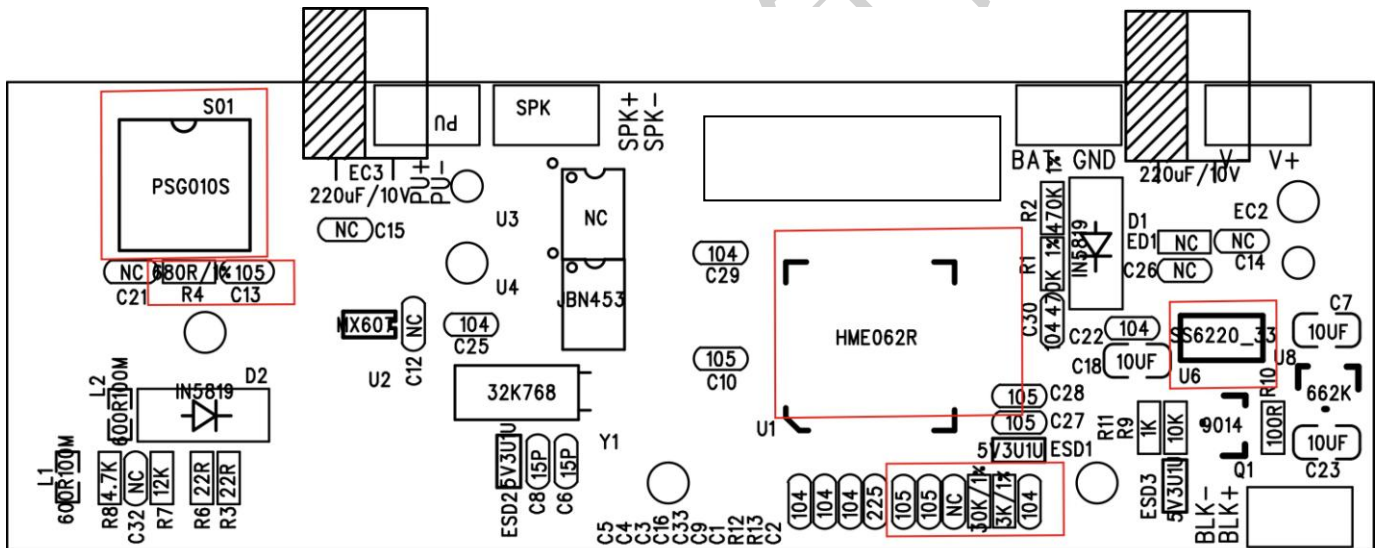 S01
PSG010S
NC
C21
680R/1%
R4
105
C13
EC3
220uF/10V
PU
PU+
PU-
SPK
SPK+
SPK-
NC
C15
U3
NC
U4
JBN453
MX607
U2
NC
C12
104
C25
32K768
Y1
L2
600R100M
IN5819
D2
L1
600R100M
R8
4.7K
C32
NC
R7
12K
R6
22R
R3
22R
ESD2
5V3U1U
C8
15P
C6
15P
104
C29
105
C10
HME062R
U1
BAT
GND
V-
V+
220uF/10V
R2
470K 1%
R1
470K 1%
C30
104
IN5819
D1
ED1
NC
C26
NC
NC
C14
EC2
C22
104
C18
10UF
SS6220_33
U6
C7
10UF
U8
662K
10UF
C23
R10
100R
105
C28
105
C27
5V3U1U
ESD1
R11
R9
1K
10K
9014
Q1
ESD3
5V3U1U
BLK-
BLK+
104
104
104
225
105
105
NC
30K/1%
3K/1%
104
C5
C4
C3
C16
C33
C9
C1
R12
R13
C2